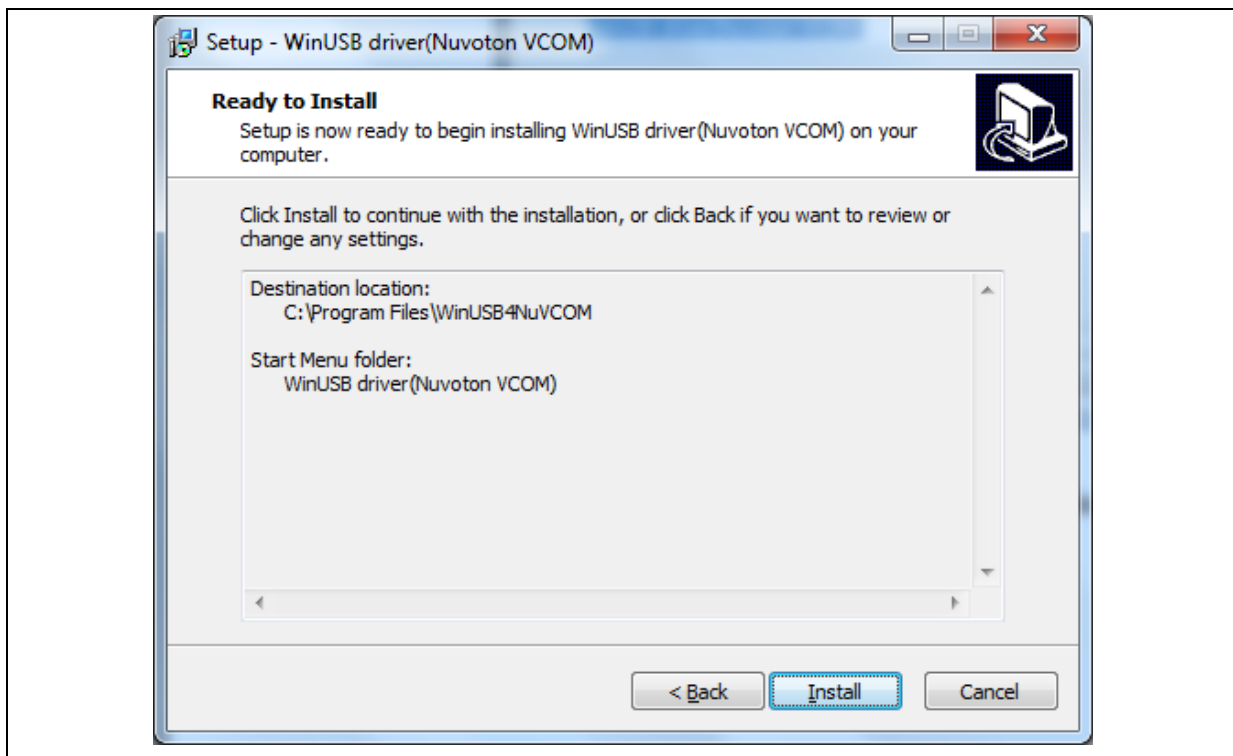 Setup - WinUSB driver(Nuvoton VCOM)
Ready to Install
Setup is now ready to begin installing WinUSB driver(Nuvoton VCOM) on your
computer.
Click Install to continue with the installation, or click Back if you want to review or
change any settings.
Destination location:
C:\Program Files\WinUSB4NuVCOM
Start Menu folder:
WinUSB driver(Nuvoton VCOM)
< Back
Install
Cancel